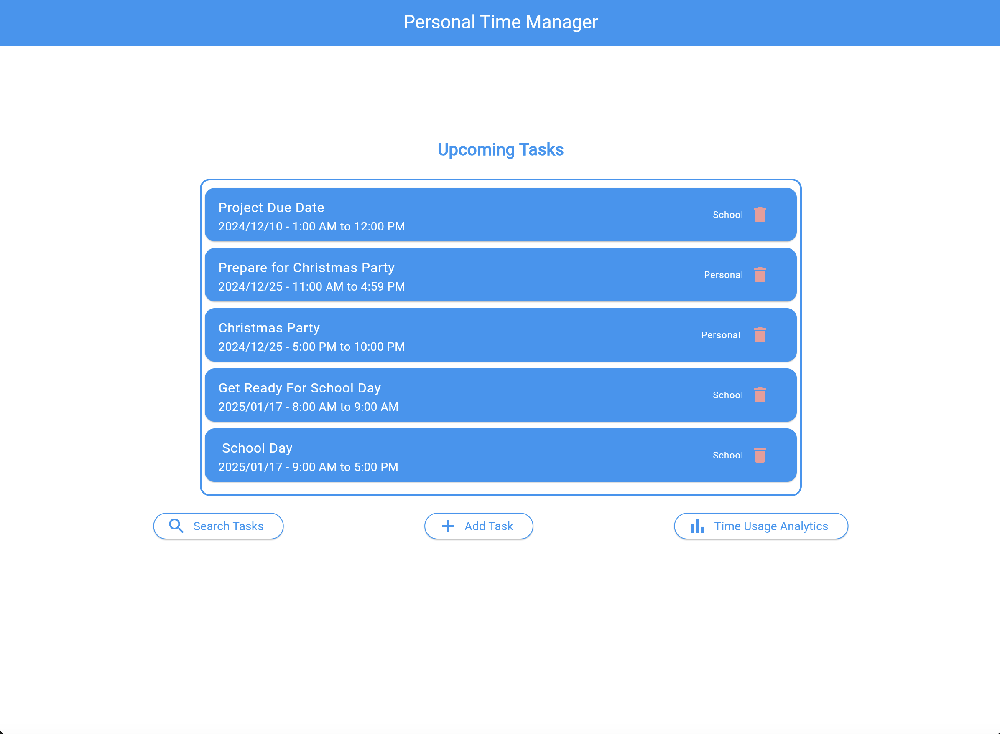 Personal Time Manager
Upcoming Tasks
Project Due Date
2024/12/10 - 1:00 AM to 12:00 PM
School
Prepare for Christmas Party
2024/12/25 - 11:00 AM to 4:59 PM
Personal
Christmas Party
2024/12/25 - 5:00 PM to 10:00 PM
Personal
Get Ready For School Day
2025/01/17 - 8:00 AM to 9:00 AM
School
School Day
2025/01/17 - 9:00 AM to 5:00 PM
School
Search Tasks
Add Task
Time Usage Analytics